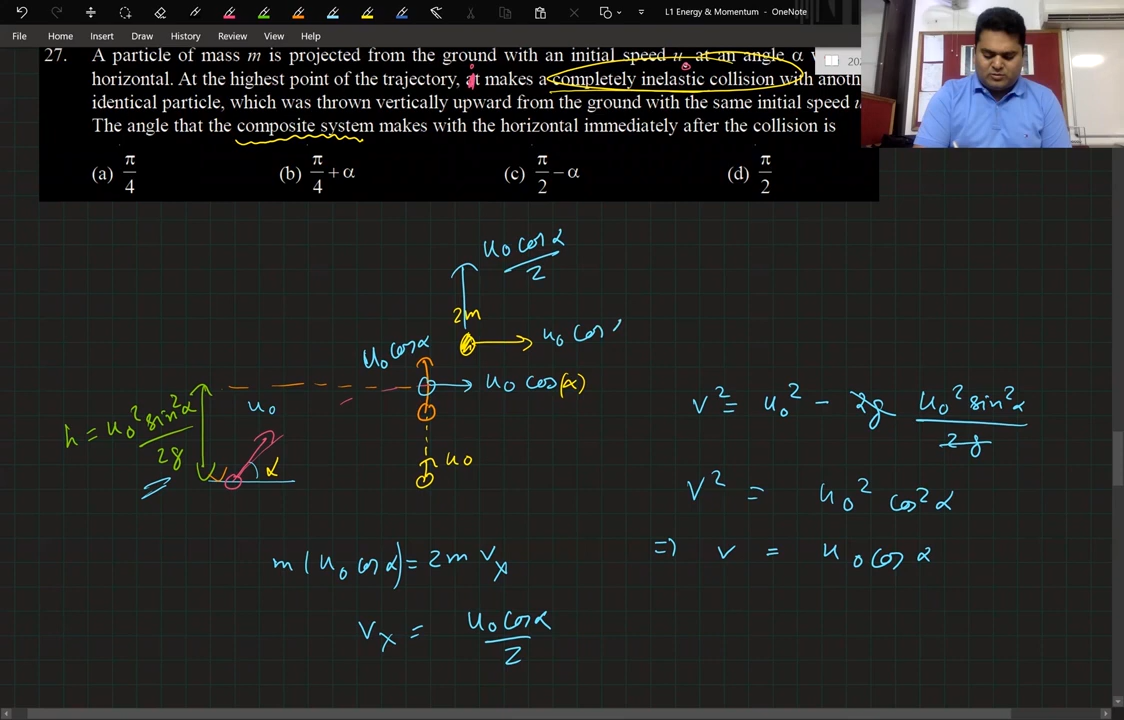 L1 Energy & Momentum - OneNote
File Home Insert Draw History Review View Help
27. A particle of mass m is projected from the ground with an initial speed u at an angle α
horizontal. At the highest point of the trajectory, it makes a completely inelastic collision with anoth
identical particle, which was thrown vertically upward from the ground with the same initial speed u
The angle that the composite system makes with the horizontal immediately after the collision is
(a) π/4 (b) π/4 + α (c) π/2 − α (d) π/2
20
u₀ cos α / 2
2m
u₀ cos
u₀ cos α
u₀ cos(α)
h = u₀² sin² α / 2g
u₀
α
u₀
v² = u₀² − 2g u₀² sin² α / 2g
v² = u₀² cos² α
⇒ v = u₀ cos α
m(u₀ cos α) = 2m vₓ
vₓ = u₀ cos α / 2